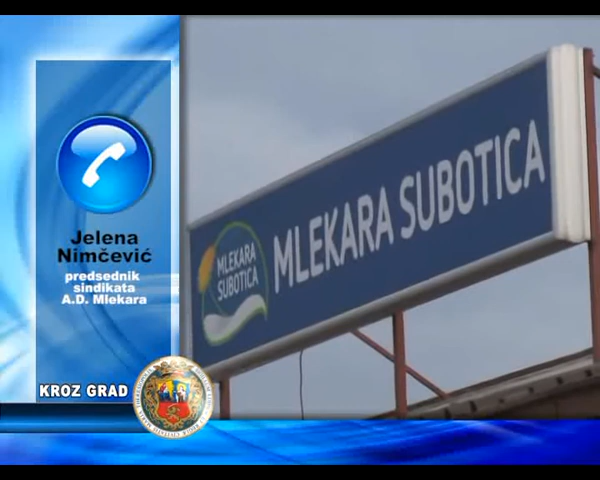 Jelena
Nimčević
predsednik
sindikata
A.D. Mlekara
MLEKARA SUBOTICA
MLEKARA
SUBOTICA
KROZ GRAD